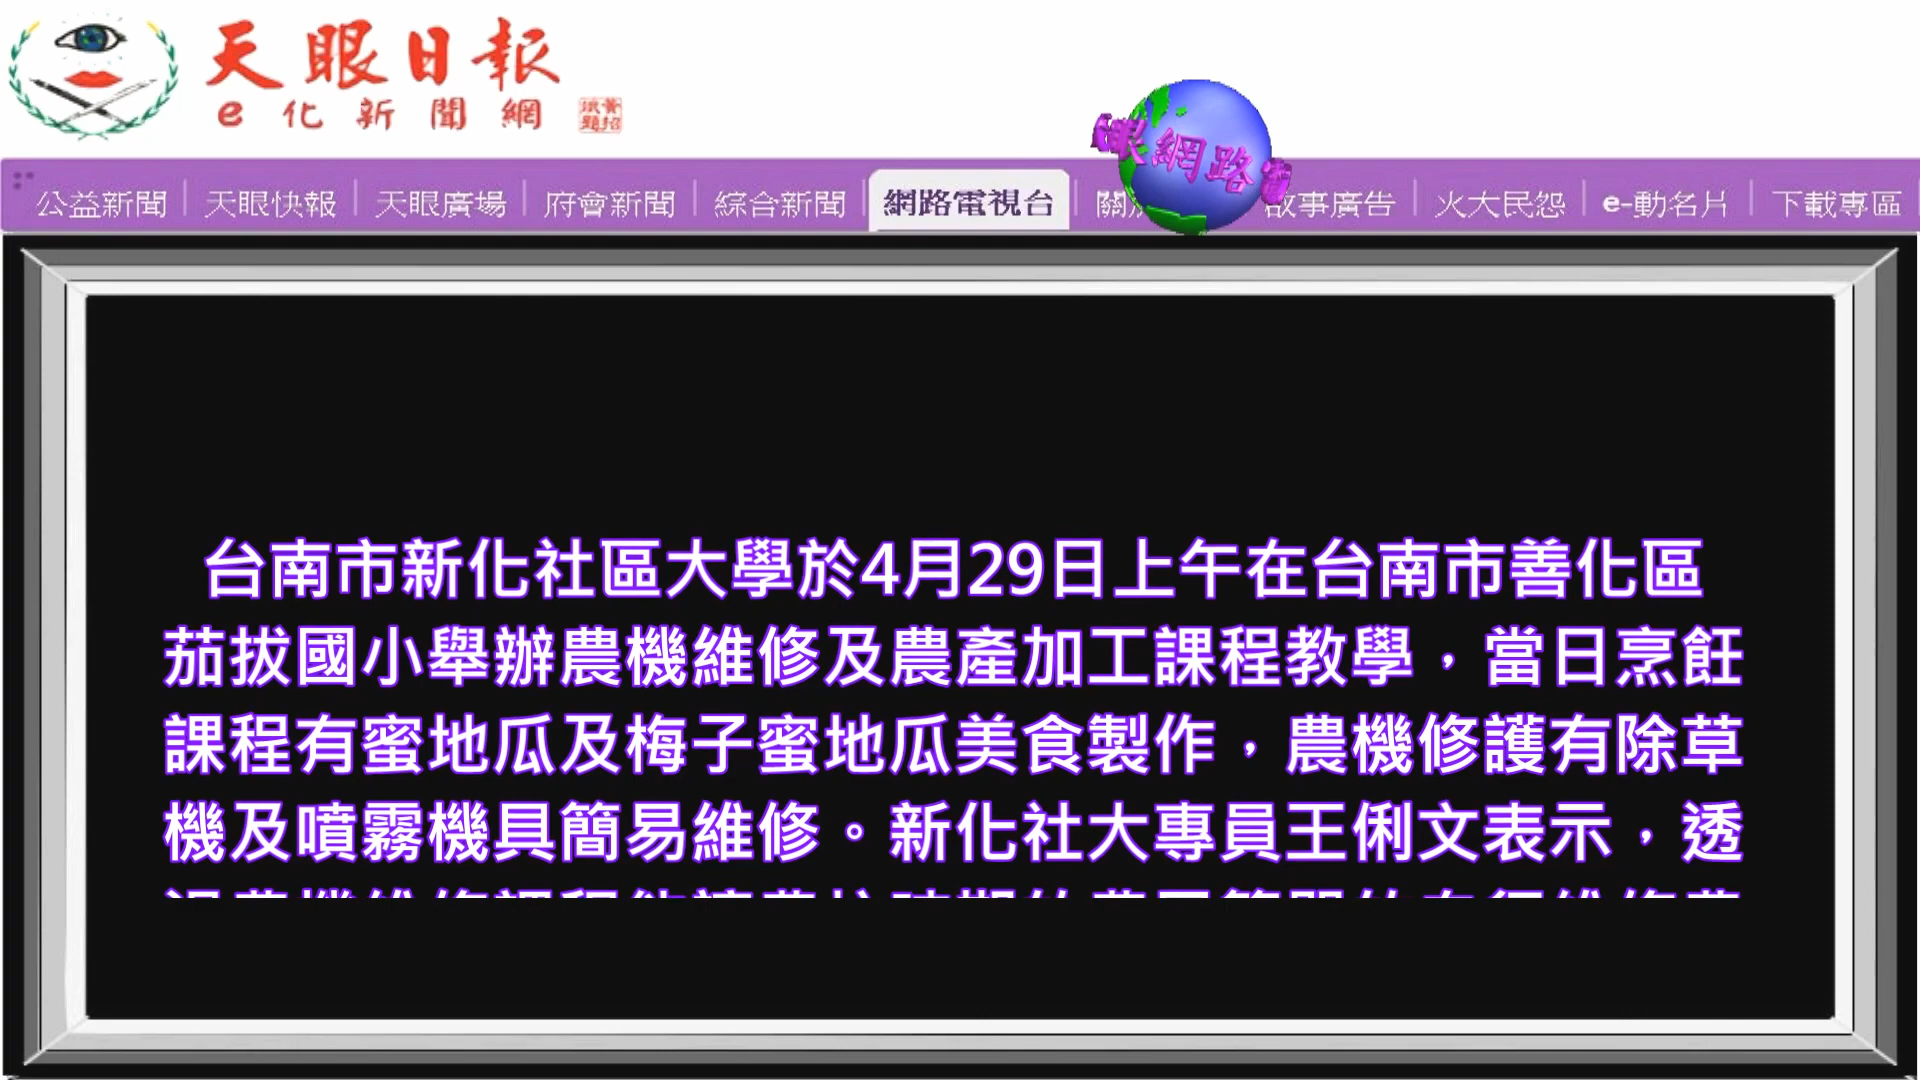 天眼日報
e化新聞網
公益新聞 天眼快報 天眼廣場 府會新聞 綜合新聞 網路電視台 關 故事廣告 火大民怨 e-動名片 下載專區
眼網路電
台南市新化社區大學於4月29日上午在台南市善化區
茄拔國小舉辦農機維修及農產加工課程教學，當日烹飪
課程有蜜地瓜及梅子蜜地瓜美食製作，農機修護有除草
機及噴霧機具簡易維修。新化社大專員王俐文表示，透